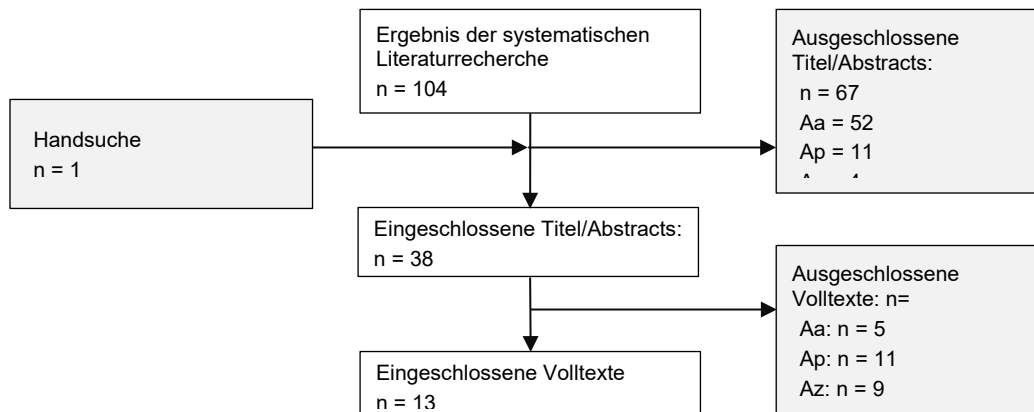 Ergebnis der systematischen
Literaturrecherche
n = 104
Ausgeschlossene
Titel/Abstracts:
n = 67
Aa = 52
Ap = 11
Handsuche
n = 1
Eingeschlossene Titel/Abstracts:
n = 38
Ausgeschlossene
Volltexte: n=
Aa: n = 5
Ap: n = 11
Az: n = 9
Eingeschlossene Volltexte
n = 13